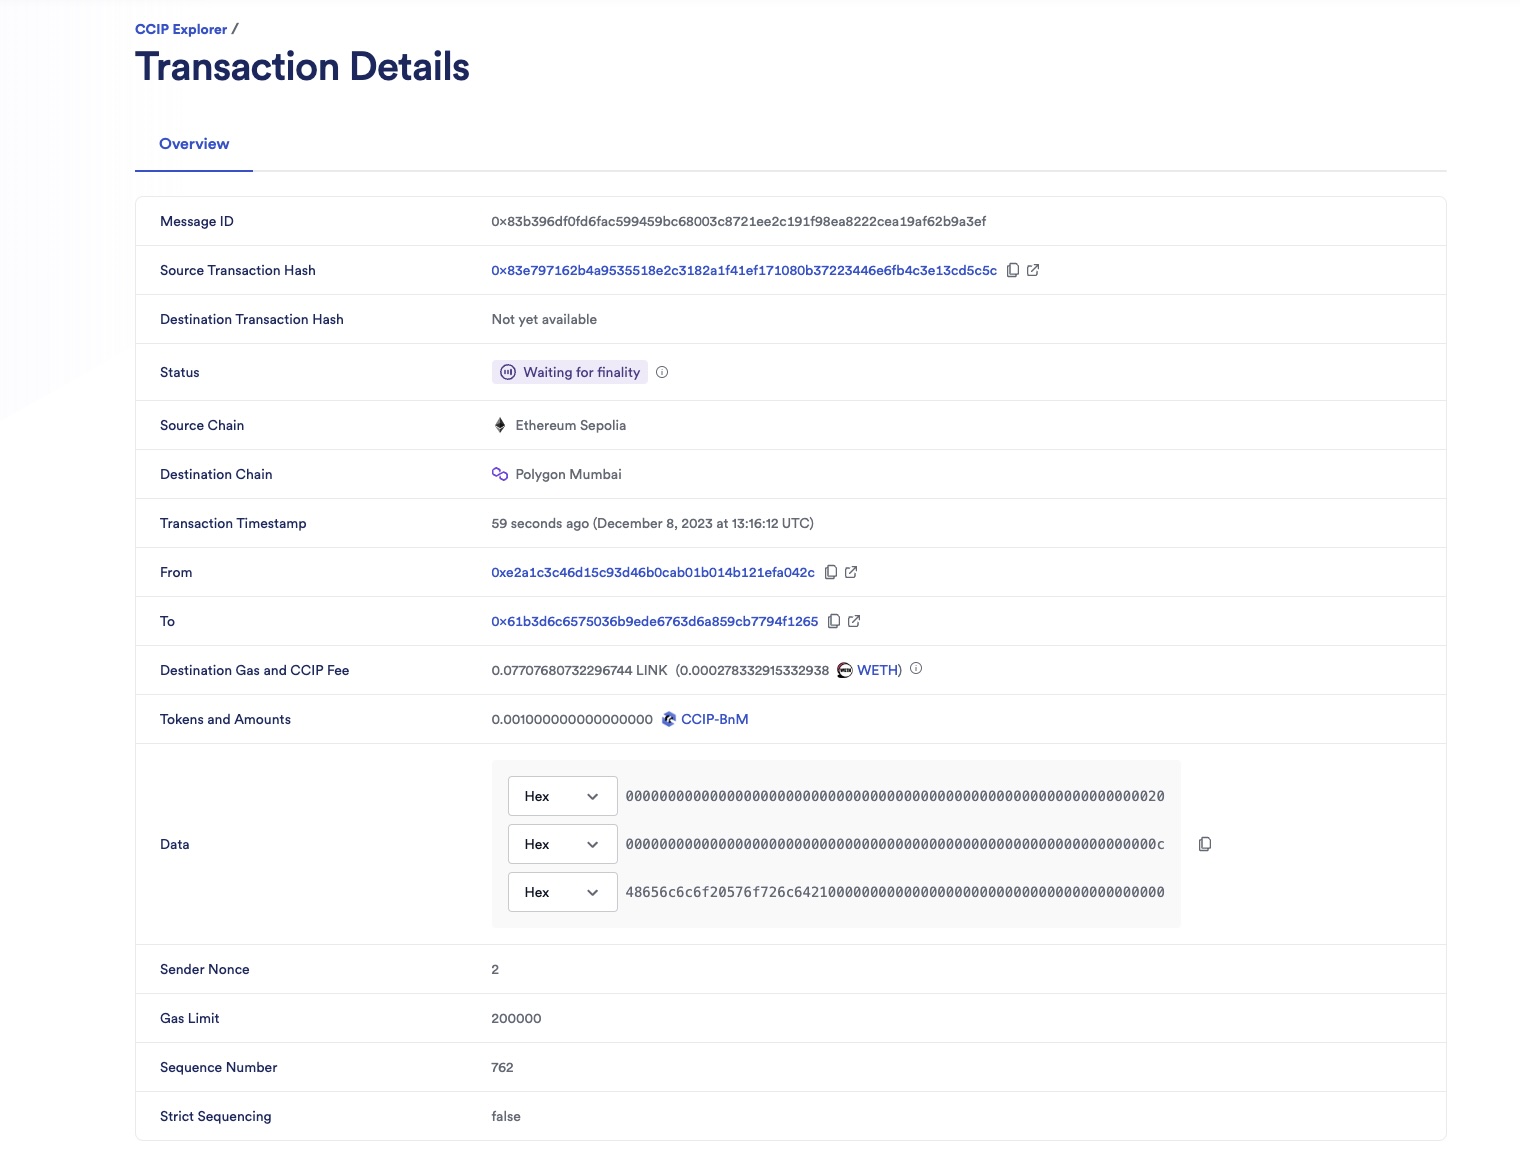 CCIP Explorer /
Transaction Details
Overview
Message ID 0x83b396df0fd6fac599459bc68003c8721ee2c191f98ea8222cea19af62b9a3ef
Source Transaction Hash 0x83e797162b4a9535518e2c3182a1f41ef171080b37223446e6fb4c3e13cd5c5c
Destination Transaction Hash Not yet available
Status Waiting for finality
Source Chain Ethereum Sepolia
Destination Chain Polygon Mumbai
Transaction Timestamp 59 seconds ago (December 8, 2023 at 13:16:12 UTC)
From 0xe2a1c3c46d15c93d46b0cab01b014b121efa042c
To 0x61b3d6c6575036b9ede6763d6a859cb7794f1265
Destination Gas and CCIP Fee 0.07707680732296744 LINK (0.000278332915332938 WETH)
Tokens and Amounts 0.001000000000000000 CCIP-BnM
Data
Hex 0000000000000000000000000000000000000000000000000000000000000020
Hex 000000000000000000000000000000000000000000000000000000000000000c
Hex 48656c6c6f20576f726c64210000000000000000000000000000000000000000
Sender Nonce 2
Gas Limit 200000
Sequence Number 762
Strict Sequencing false